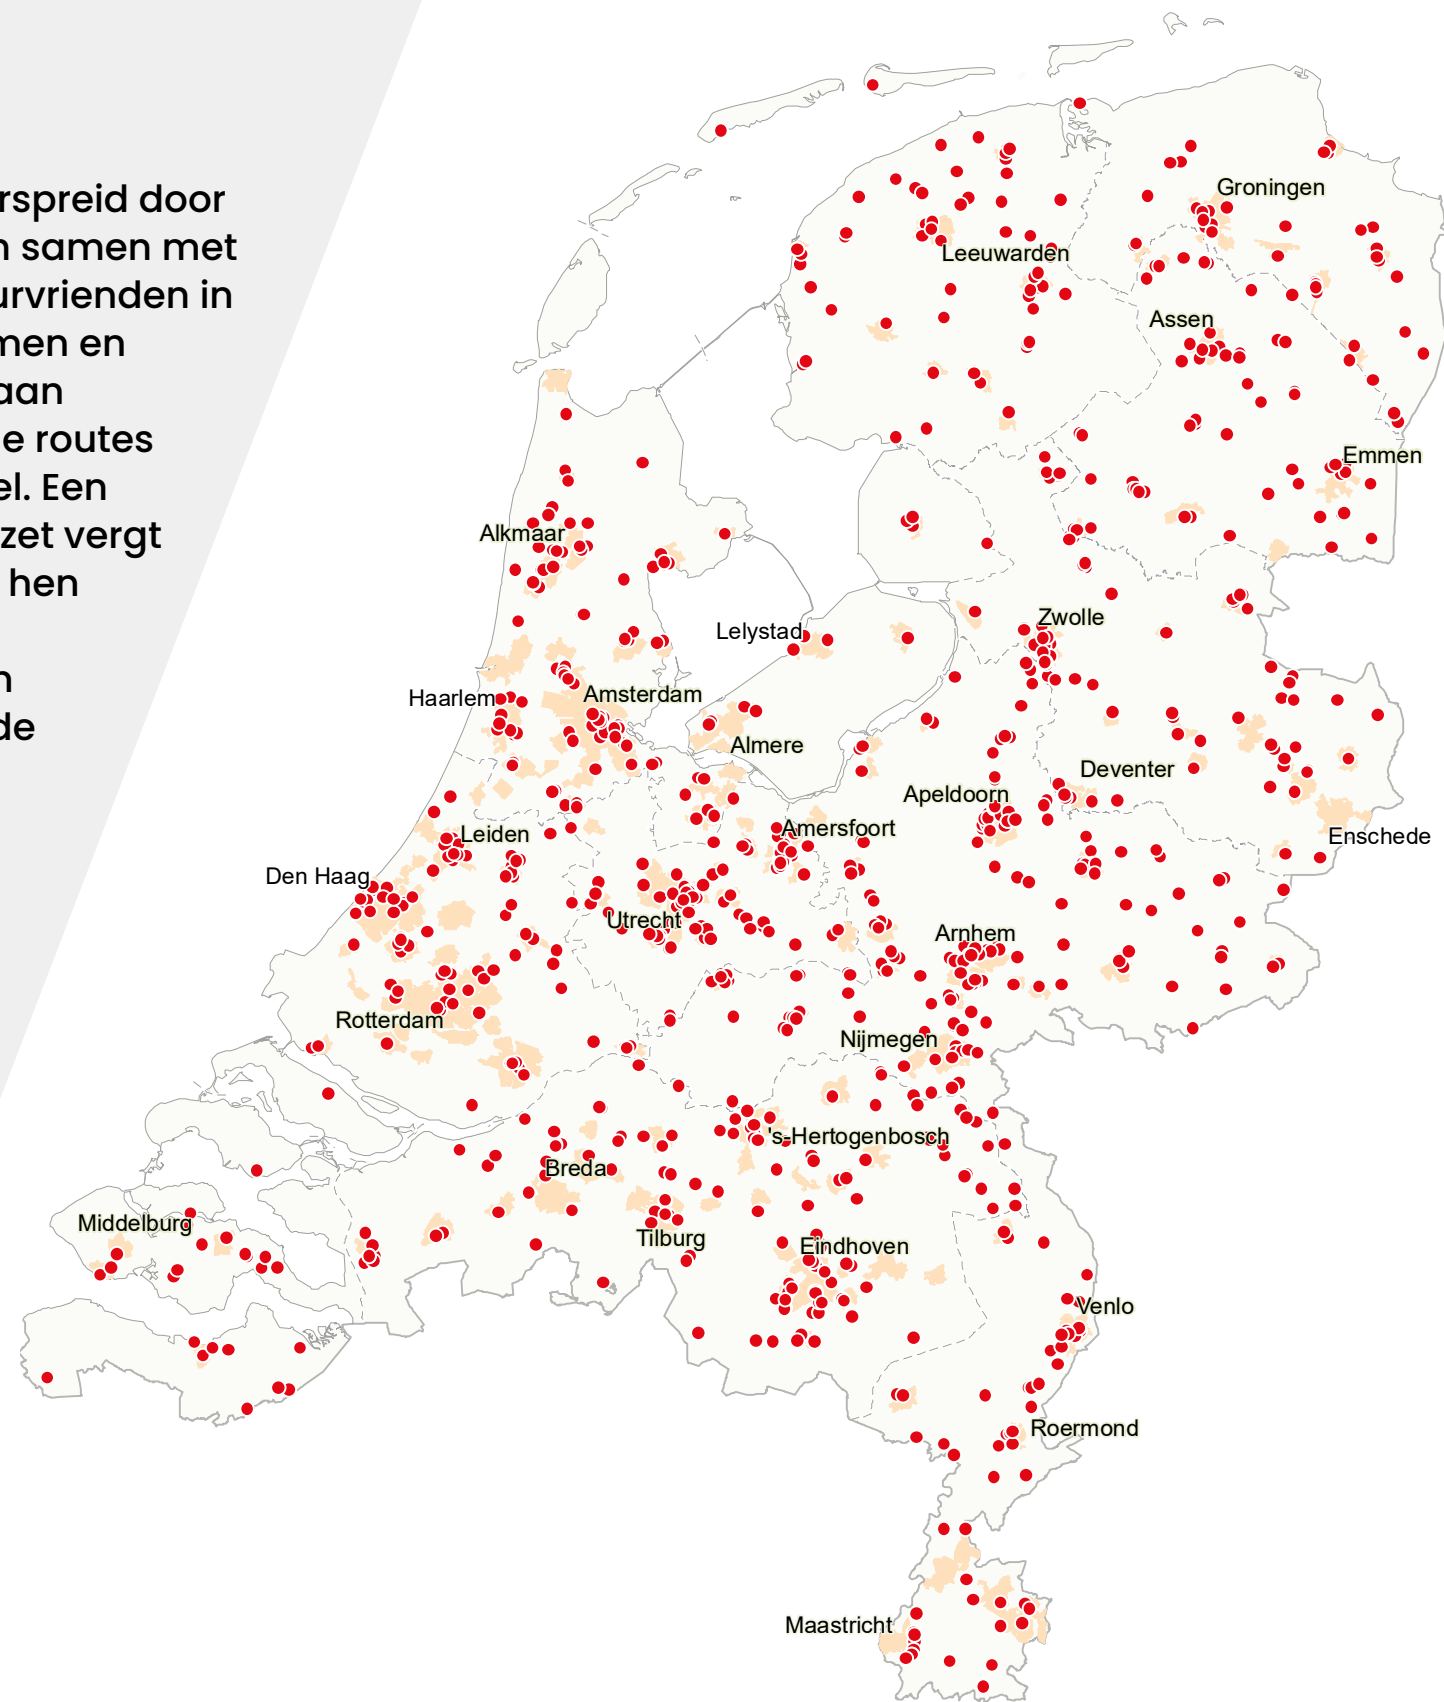 rspreid door
n samen met
urvrienden in
men en
aan
e routes
el. Een
zet vergt
hen
n
de
Groningen
Leeuwarden
Assen
Emmen
Alkmaar
Lelystad
Zwolle
Haarlem
Amsterdam
Almere
Deventer
Apeldoorn
Leiden
Amersfoort
Enschede
Den Haag
Utrecht
Arnhem
Rotterdam
Nijmegen
's-Hertogenbosch
Breda
Middelburg
Tilburg
Eindhoven
Venlo
Roermond
Maastricht